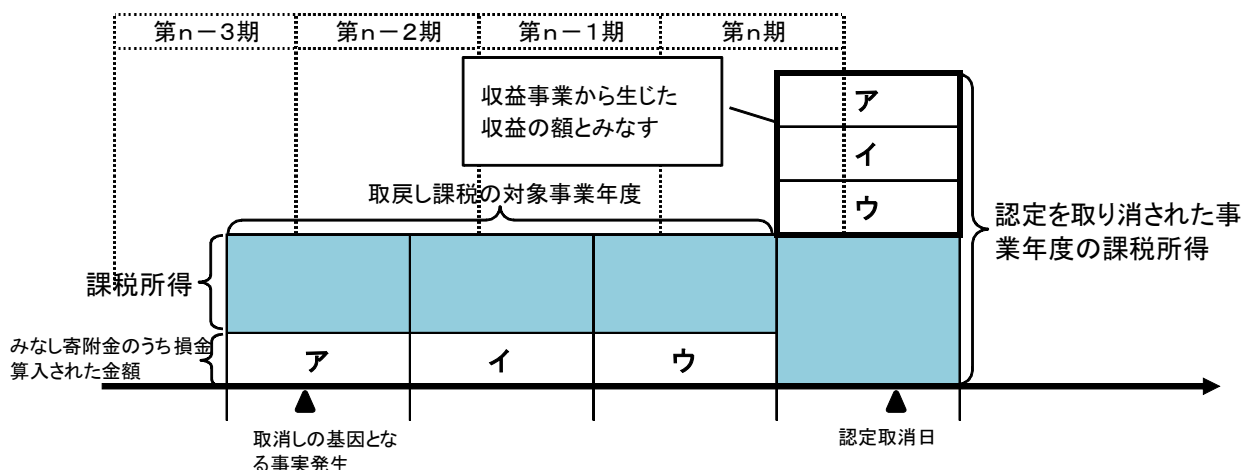 第n－3期
第n－2期
第n－1期
第n期
収益事業から生じた
収益の額とみなす
ア
イ
ウ
取戻し課税の対象事業年度
認定を取り消された事
業年度の課税所得
課税所得
みなし寄附金のうち損金
算入された金額
ア
イ
ウ
取消しの基因とな
る事実発生
認定取消日